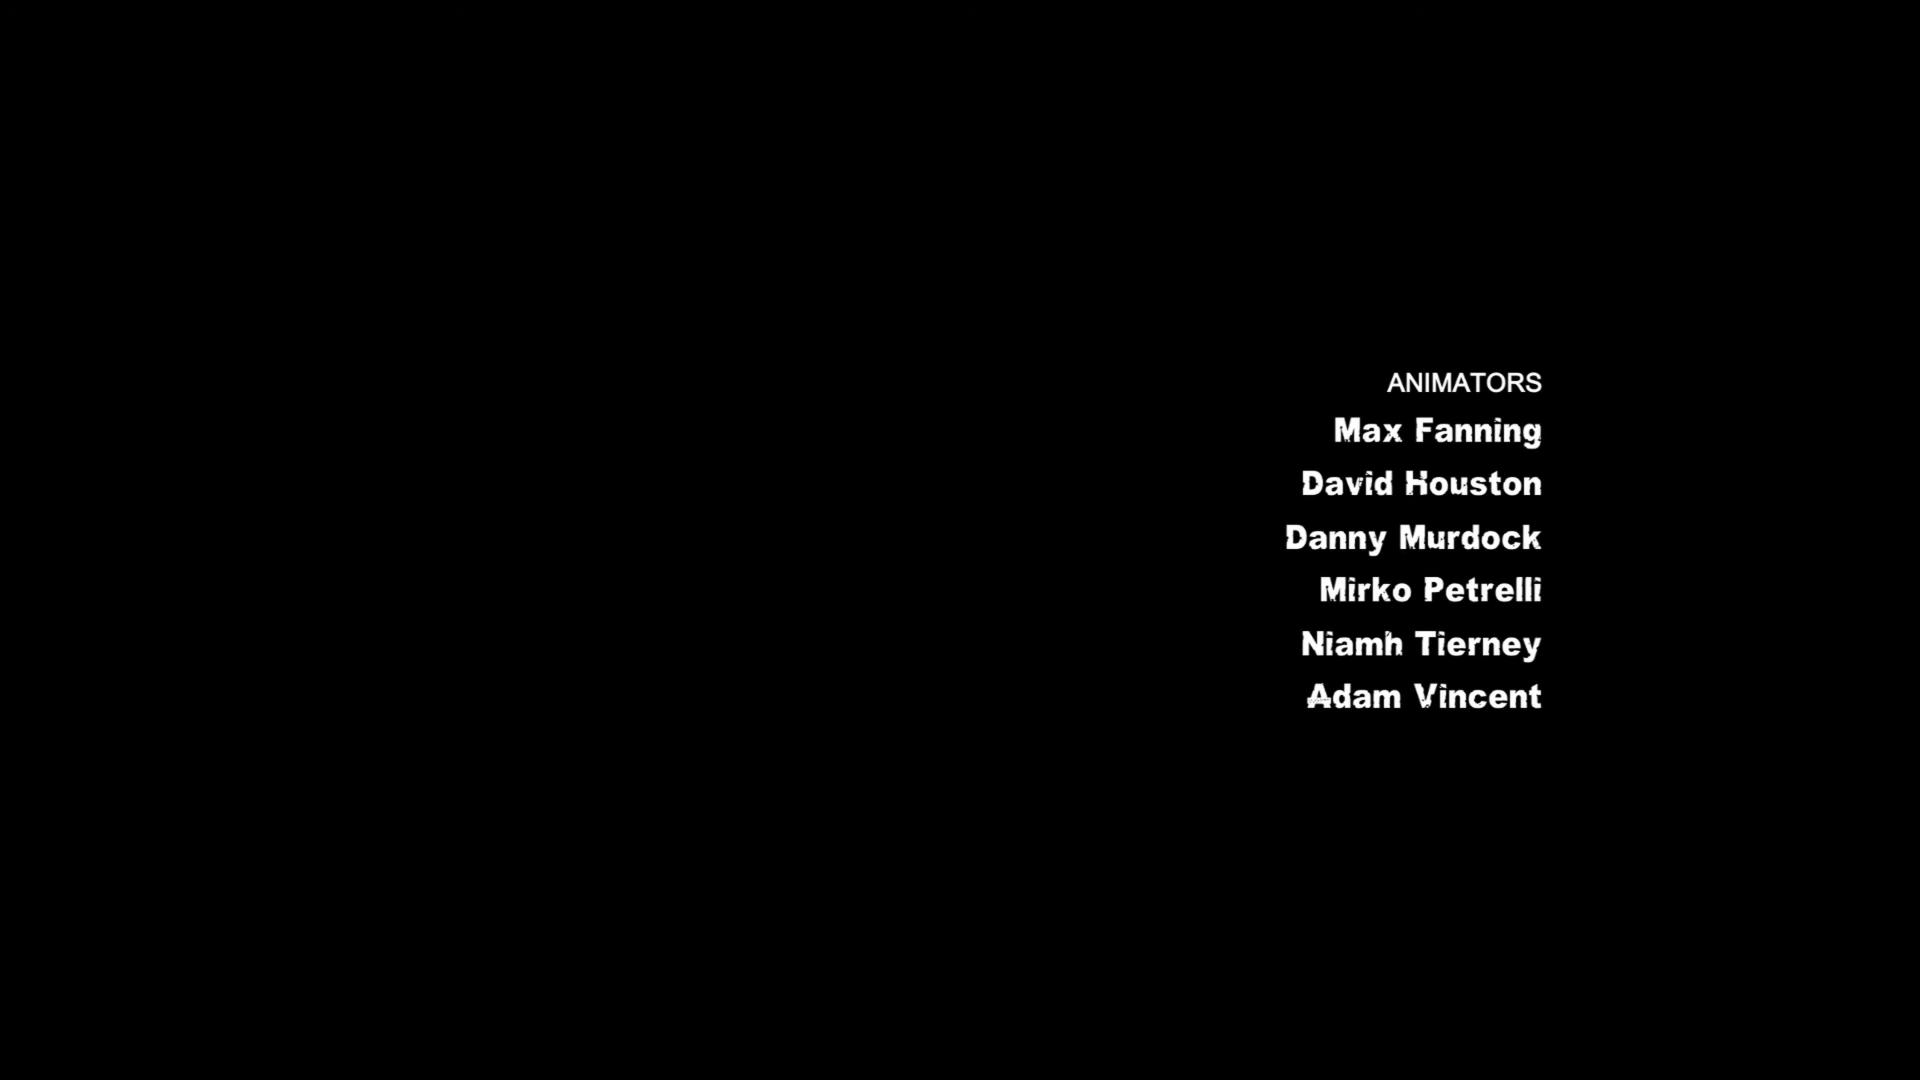 ANIMATORS
Max Fanning
David Houston
Danny Murdock
Mirko Petrelli
Niamh Tierney
Adam Vincent